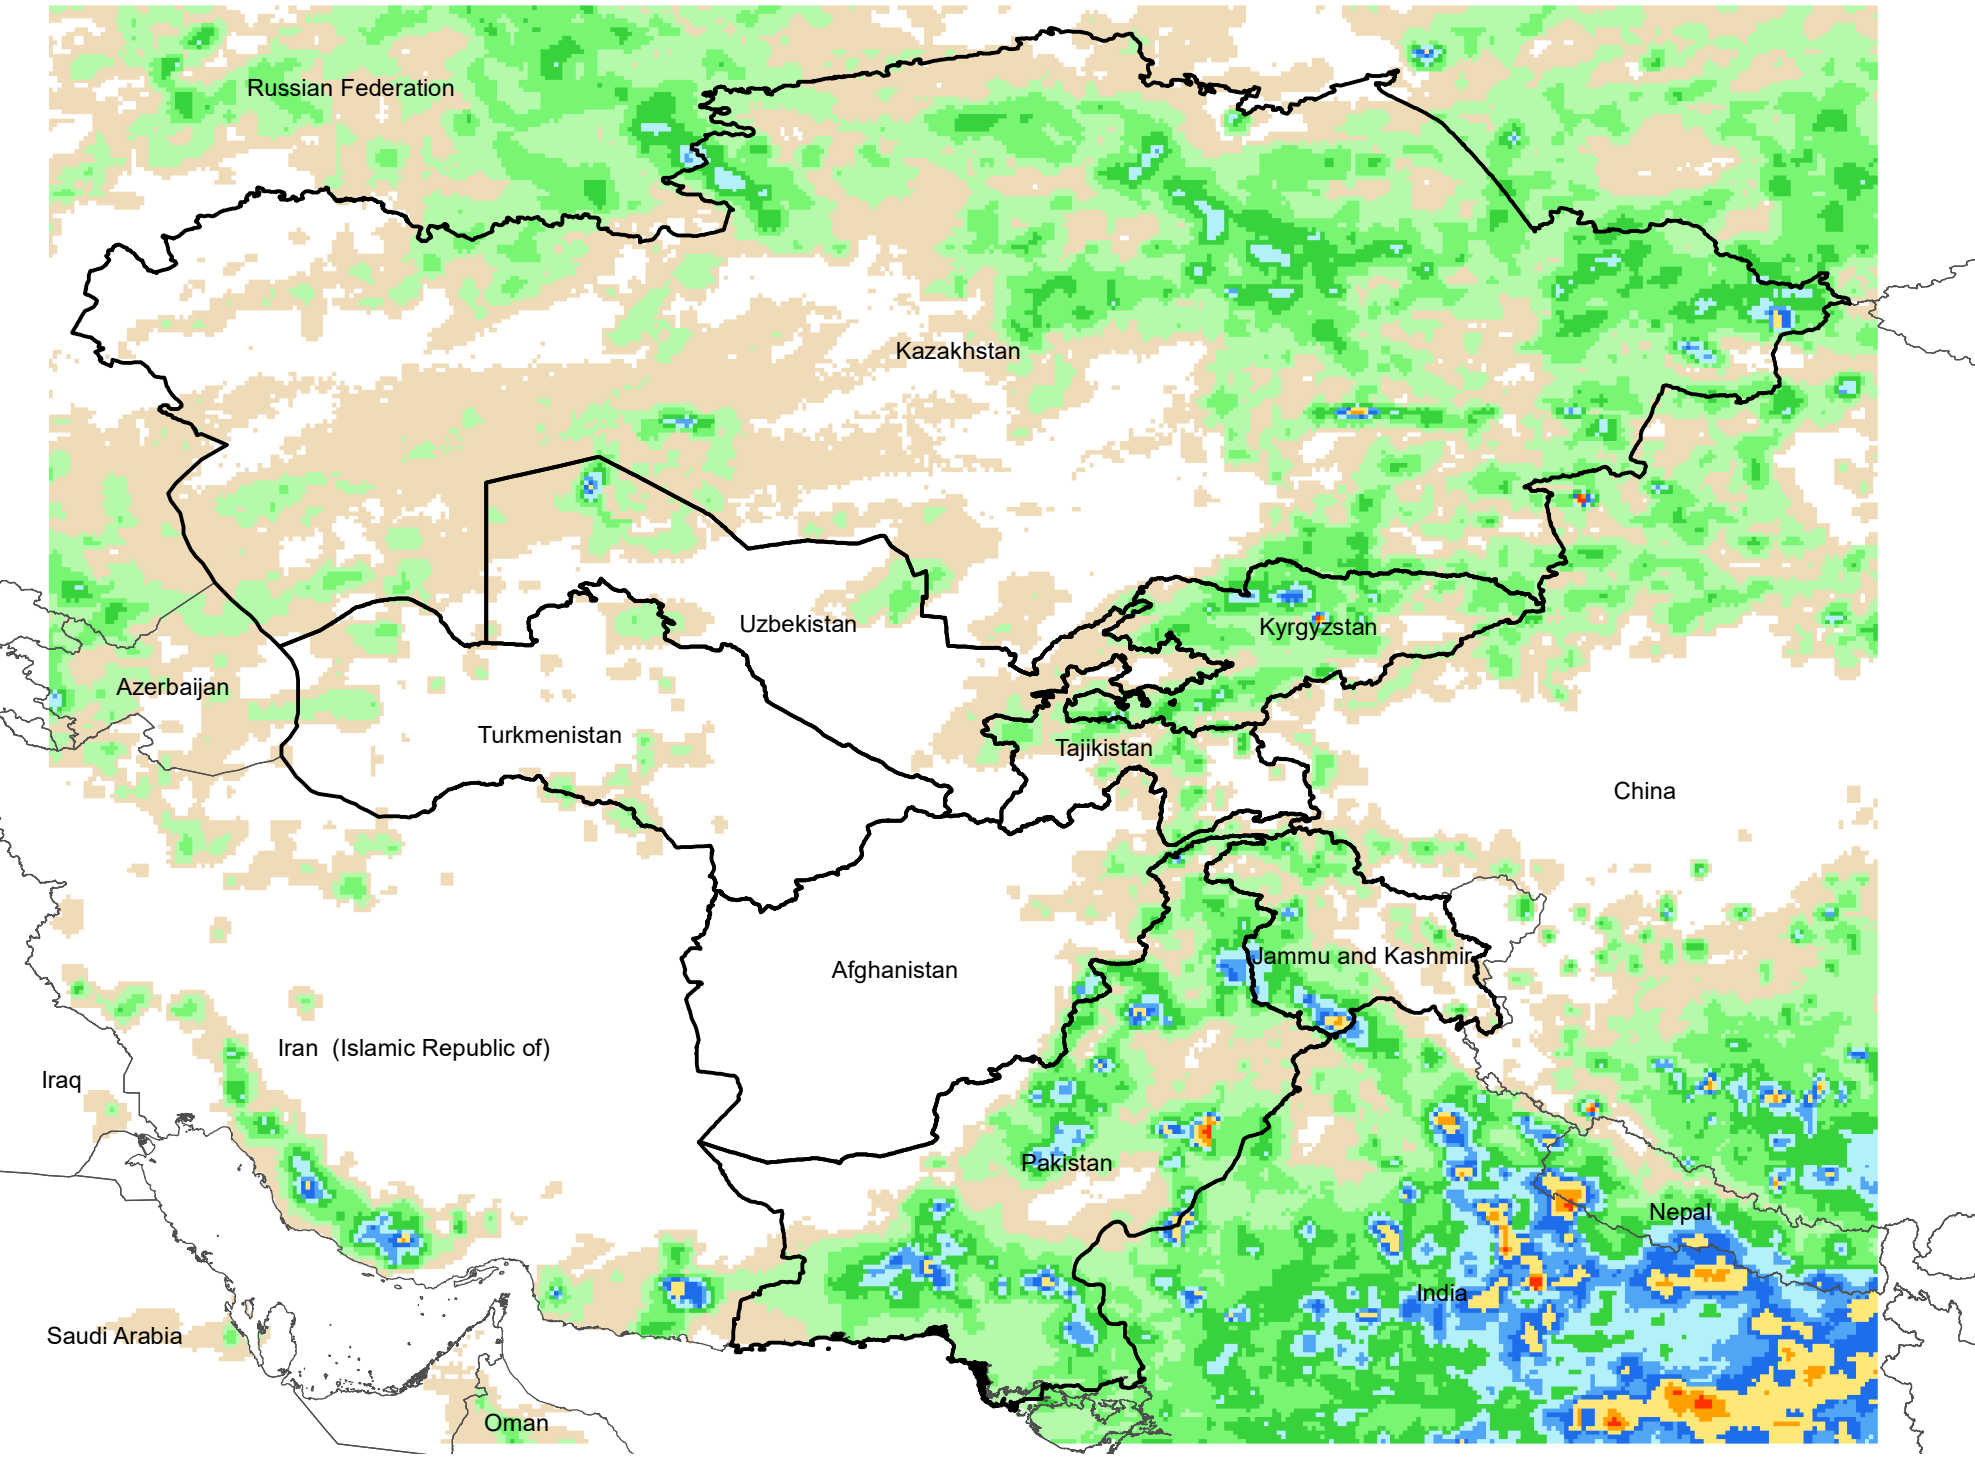 Russian Federation
Kazakhstan
Uzbekistan
Kyrgyzstan
Azerbaijan
Turkmenistan
Tajikistan
China
Afghanistan
Jammu and Kashmir
Iran  (Islamic Republic of)
Iraq
Pakistan
Nepal
India
Saudi Arabia
Oman